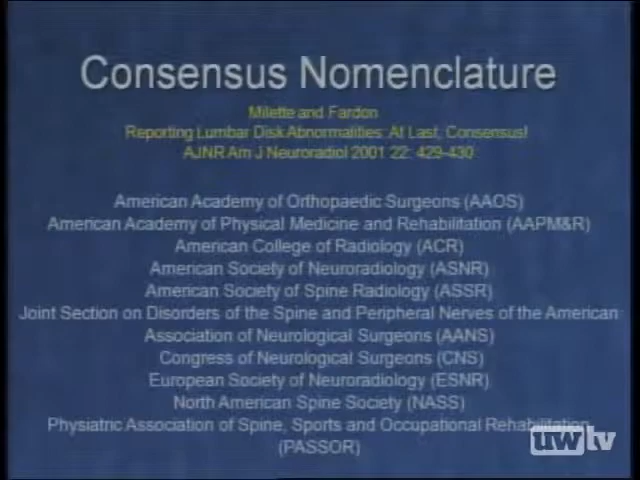 Consensus Nomenclature
Milette and Fardon
Reporting Lumbar Disk Abnormalities: At Last, Consensus!
AJNR Am J Neuroradiol 2001 22: 429-430
American Academy of Orthopaedic Surgeons (AAOS)
American Academy of Physical Medicine and Rehabilitation (AAPM&R)
American College of Radiology (ACR)
American Society of Neuroradiology (ASNR)
American Society of Spine Radiology (ASSR)
Joint Section on Disorders of the Spine and Peripheral Nerves of the American
Association of Neurological Surgeons (AANS)
Congress of Neurological Surgeons (CNS)
European Society of Neuroradiology (ESNR)
North American Spine Society (NASS)
Physiatric Association of Spine, Sports and Occupational Rehabilitation
(PASSOR)
uwtv